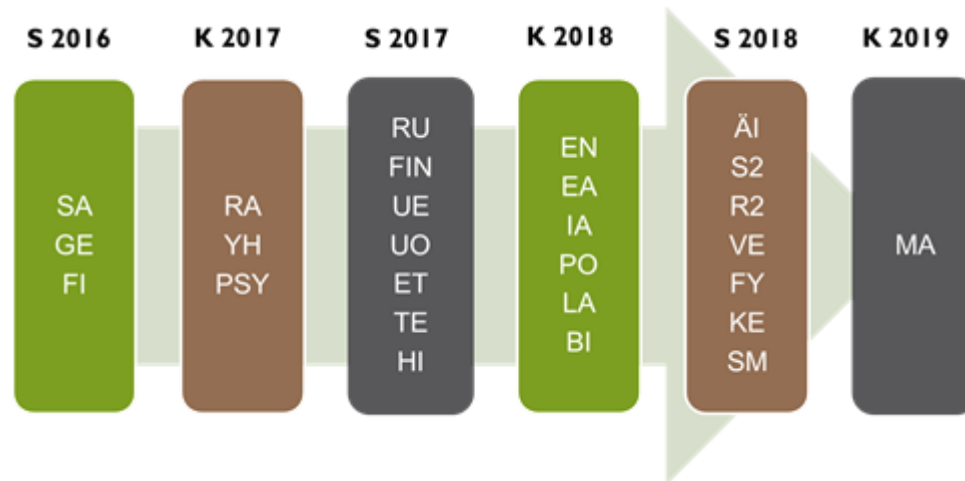 S 2016
K 2017
S 2017
K 2018
S 2018
K 2019
SA
GE
FI
RA
YH
PSY
RU
FIN
UE
UO
ET
TE
HI
EN
EA
IA
PO
LA
BI
ÄI
S2
R2
VE
FY
KE
SM
MA